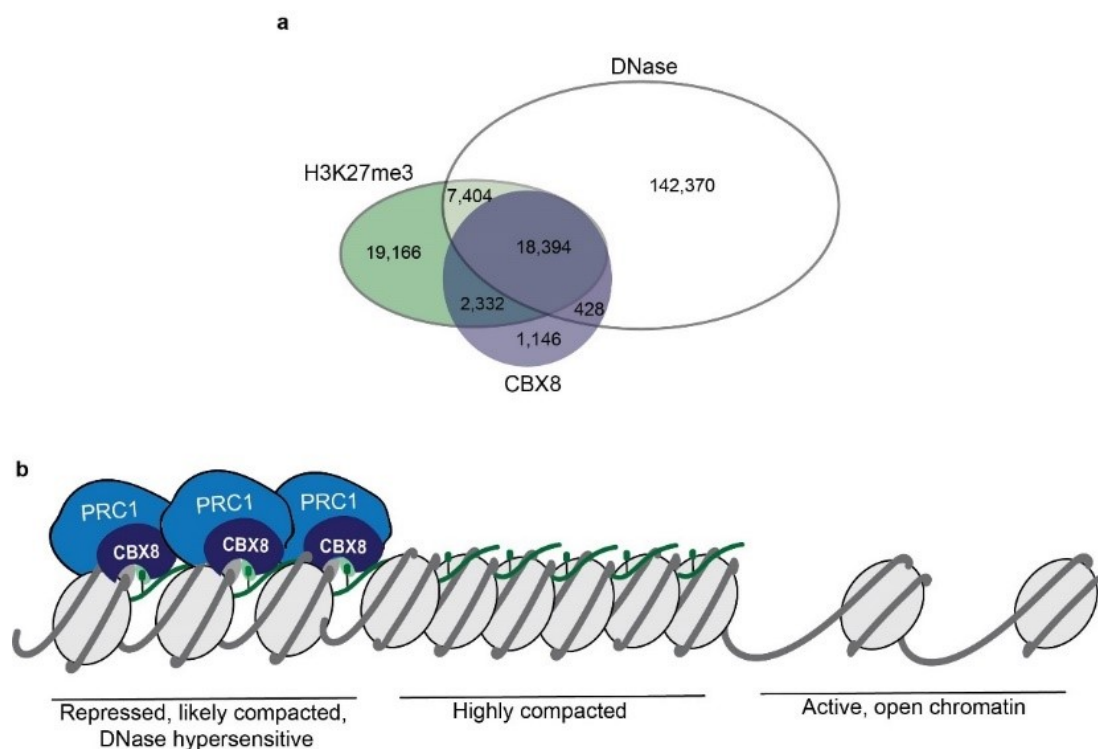 a
DNase
H3K27me3
7,404
142,370
19,166
18,394
2,332
428
1,146
CBX8
b
PRC1
PRC1
PRC1
CBX8
CBX8
CBX8
Repressed, likely compacted,
DNase hypersensitive
Highly compacted
Active, open chromatin